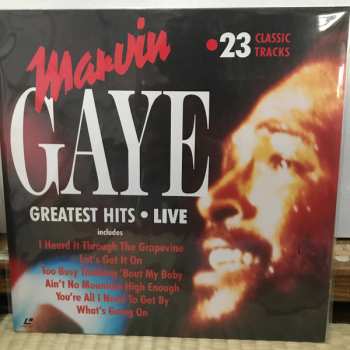 Marvin
GAYE
•23 CLASSIC
TRACKS
GREATEST HITS • LIVE
includes
I Heard It Through The Grapevine
Let's Get It On
Too Busy Thinking 'Bout My Baby
Ain't No Mountain High Enough
You're All I Need To Get By
What's Going On